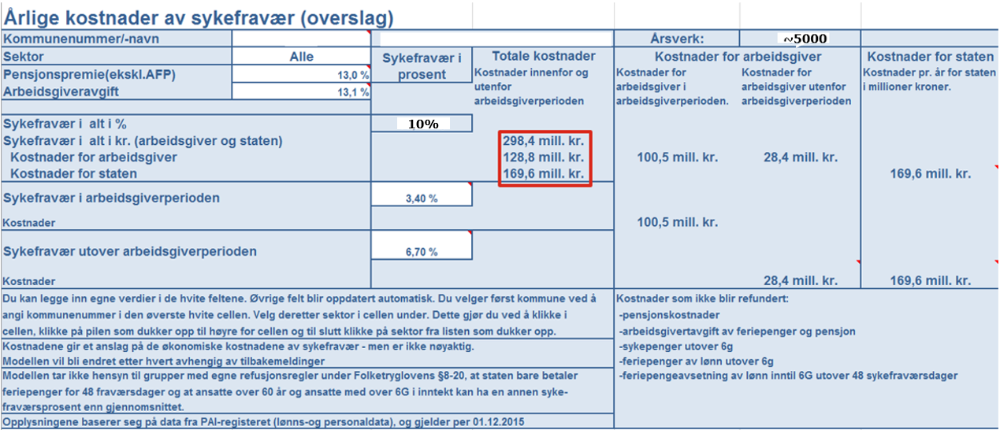 Årlige kostnader av sykefravær (overslag)
Kommunenummer/-navn Årsverk: ~5000
Sektor Alle Sykefravær i prosent Totale kostnader Kostnader for arbeidsgiver Kostnader for staten
Pensjonspremie(ekskl.AFP) 13,0 %
Arbeidsgiveravgift 13,1 %
Kostnader innenfor og
utenfor
arbeidsgiverperioden
Kostnader for
arbeidsgiver i
arbeidsgiverperioden.
Kostnader for
arbeidsgiver utenfor
arbeidsgiverperioden
Kostnader pr. år for staten
i millioner kroner.
Sykefravær i alt i % 10%
Sykefravær i alt i kr. (arbeidsgiver og staten) 298,4 mill. kr.
Kostnader for arbeidsgiver 128,8 mill. kr. 100,5 mill. kr. 28,4 mill. kr.
Kostnader for staten 169,6 mill. kr. 169,6 mill. kr.
Sykefravær i arbeidsgiverperioden 3,40 %
Kostnader 100,5 mill. kr.
Sykefravær utover arbeidsgiverperioden 6,70 %
Kostnader 28,4 mill. kr. 169,6 mill. kr.
Du kan legge inn egne verdier i de hvite feltene. Øvrige felt blir oppdatert automatisk. Du velger først kommune ved å
angi kommunenummer i den øverste hvite cellen. Velg deretter sektor i cellen under. Dette gjør du ved å klikke i
cellen, klikke på pilen som dukker opp til høyre for cellen og til slutt klikke på sektor fra listen som dukker opp.
Kostnadene gir et anslag på de økonomiske kostnadene av sykefravær - men er ikke nøyaktig.
Modellen vil bli endret etter hvert avhengig av tilbakemeldinger
Modellen tar ikke hensyn til grupper med egne refusjonsregler under Folketryglovens §8-20, at staten bare betaler
feriepenger for 48 fraværsdager og at ansatte over 60 år og ansatte med over 6G i inntekt kan ha en annen syke-
fraværsprosent enn gjennomsnittet.
Opplysningene baserer seg på data fra PAI-registeret (lønns-og personaldata), og gjelder per 01.12.2015
Kostnader som ikke blir refundert:
-pensjonskostnader
-arbeidsgivertavgift av feriepenger og pensjon
-sykepenger utover 6g
-feriepenger av lønn utover 6g
-feriepengeavsetning av lønn inntil 6G utover 48 sykefraværsdager